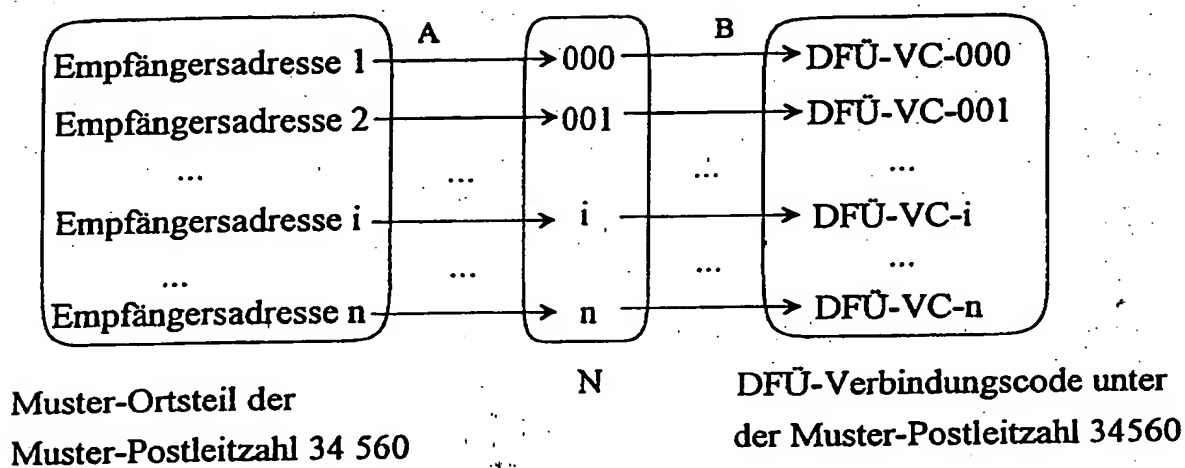 A B
Empfängersadresse 1 000 DFÜ-VC-000
Empfängersadresse 2 001 DFÜ-VC-001
... ... ... ...
Empfängersadresse i i DFÜ-VC-i
... ... ... ...
Empfängersadresse n n DFÜ-VC-n
N
Muster-Ortsteil der
Muster-Postleitzahl 34 560
DFÜ-Verbindungscode unter
der Muster-Postleitzahl 34560